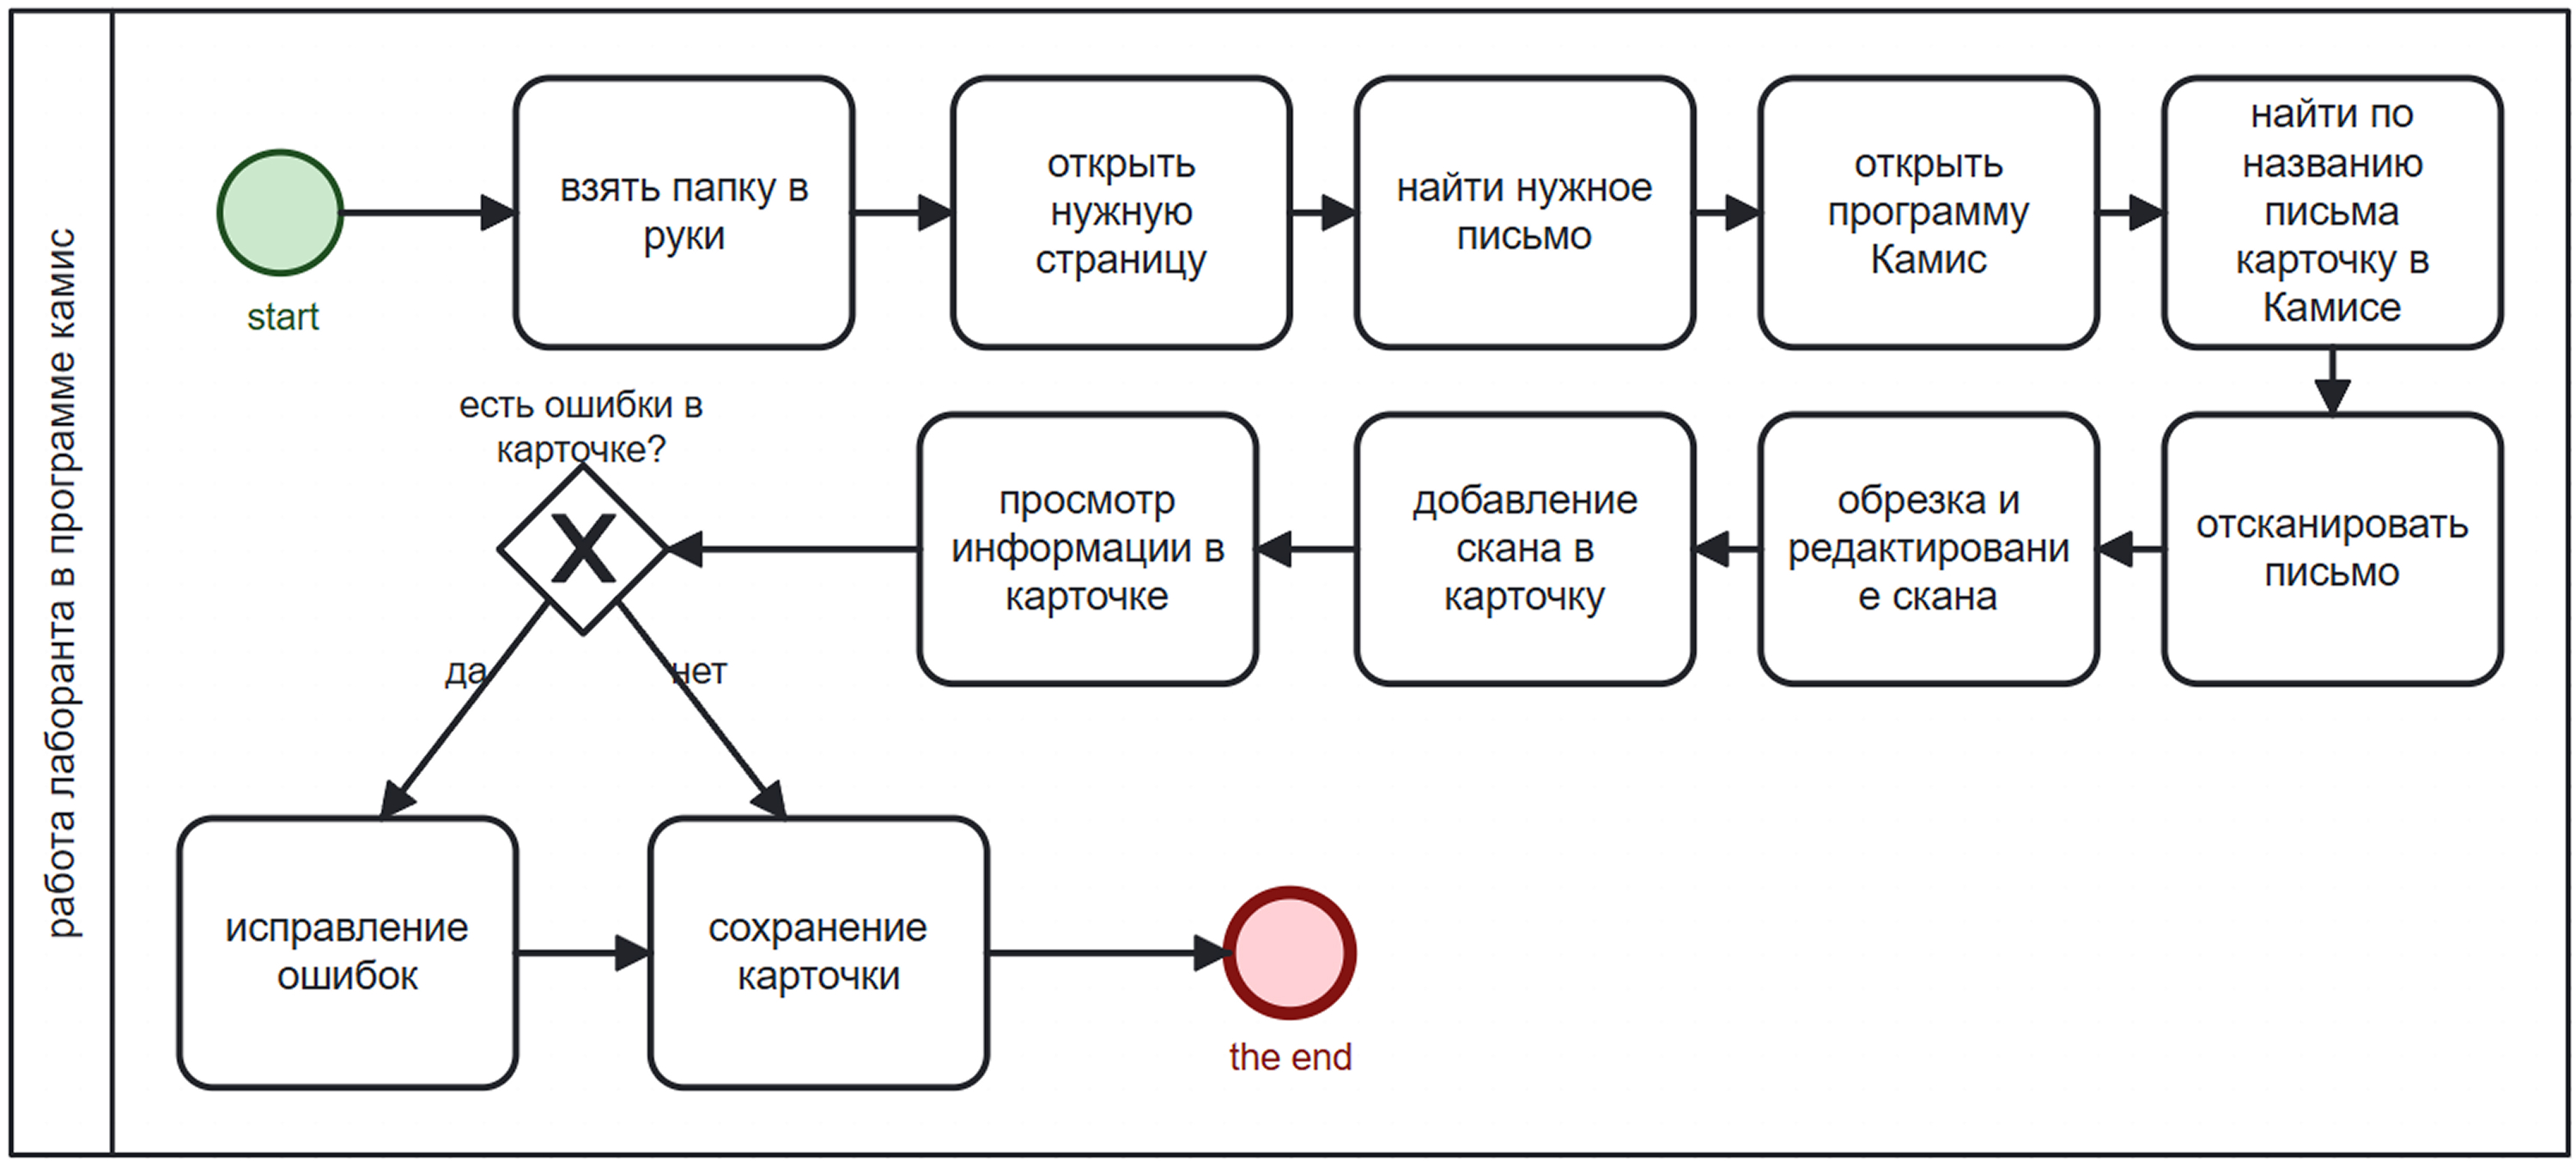 работа лаборанта в программе камис
start
взять папку в
руки
открыть
нужную
страницу
найти нужное
письмо
открыть
программу
Камис
найти по
названию
письма
карточку в
Камисе
отсканировать
письмо
обрезка и
редактировани
е скана
добавление
скана в
карточку
просмотр
информации в
карточке
есть ошибки в
карточке?
X
да
нет
исправление
ошибок
сохранение
карточки
the end